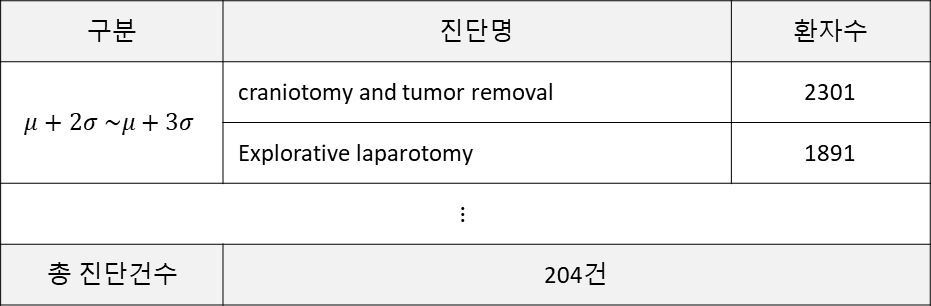 구분 진단명 환자수
μ + 2σ ~μ + 3σ craniotomy and tumor removal 2301
Explorative laparotomy 1891
⋮
총 진단건수 204건